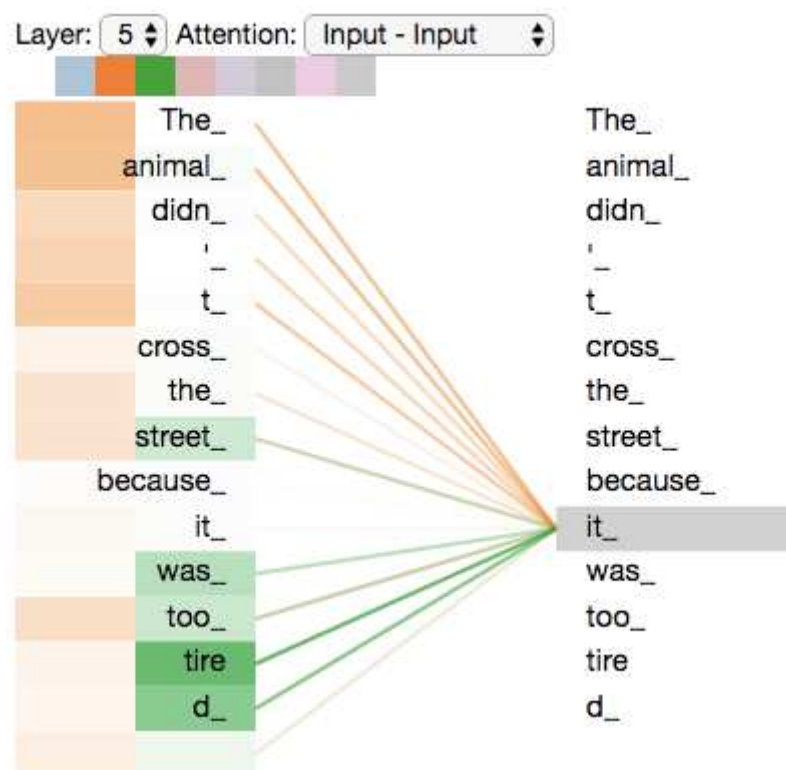 Layer: 5 Attention: Input - Input
The_ The_
animal_ animal_
didn_ didn_
'_ '_
t_ t_
cross_ cross_
the_ the_
street_ street_
because_ because_
it_ it_
was_ was_
too_ too_
tire tire
d_ d_